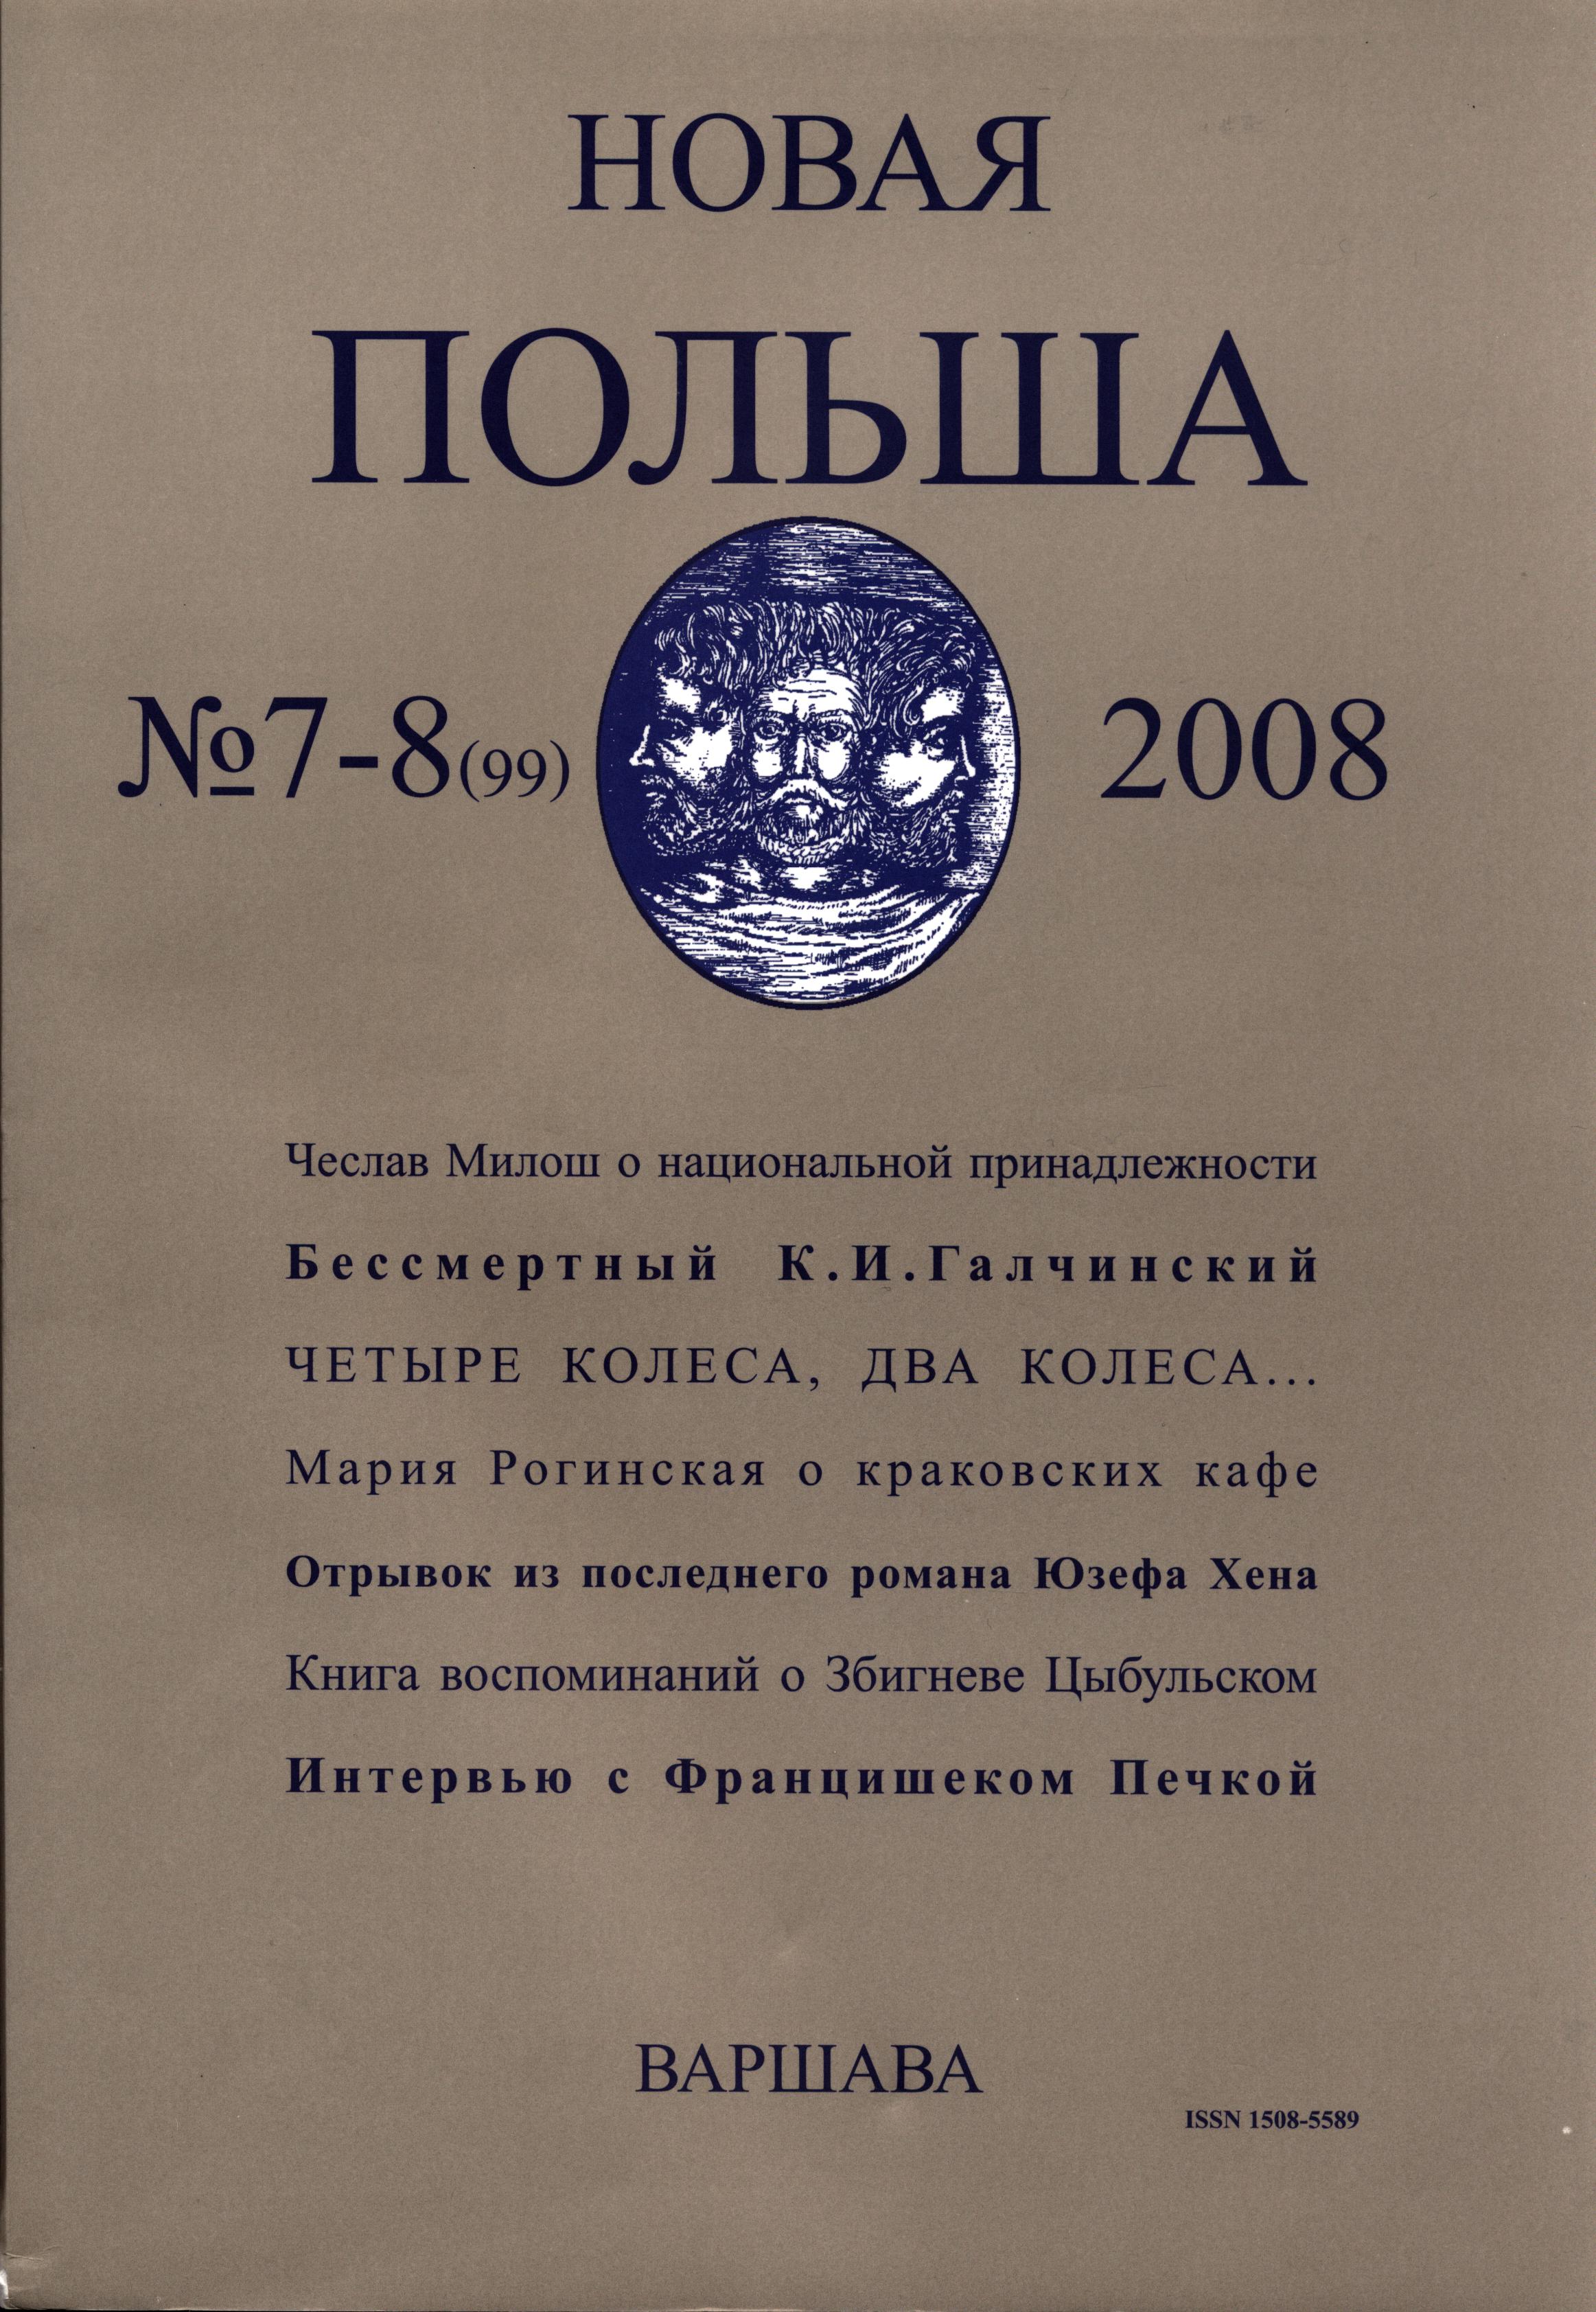 НОВАЯ
ПОЛЬША
№7-8(99) 2008
Чеслав Милош о национальной принадлежности
Бессмертный К.И.Галчинский
ЧЕТЫРЕ КОЛЕСА, ДВА КОЛЕСА...
Мария Рогинская о краковских кафе
Отрывок из последнего романа Юзефа Хена
Книга воспоминаний о Збигневе Цыбульском
Интервью с Францишеком Печкой
ВАРШАВА
ISSN 1508-5589